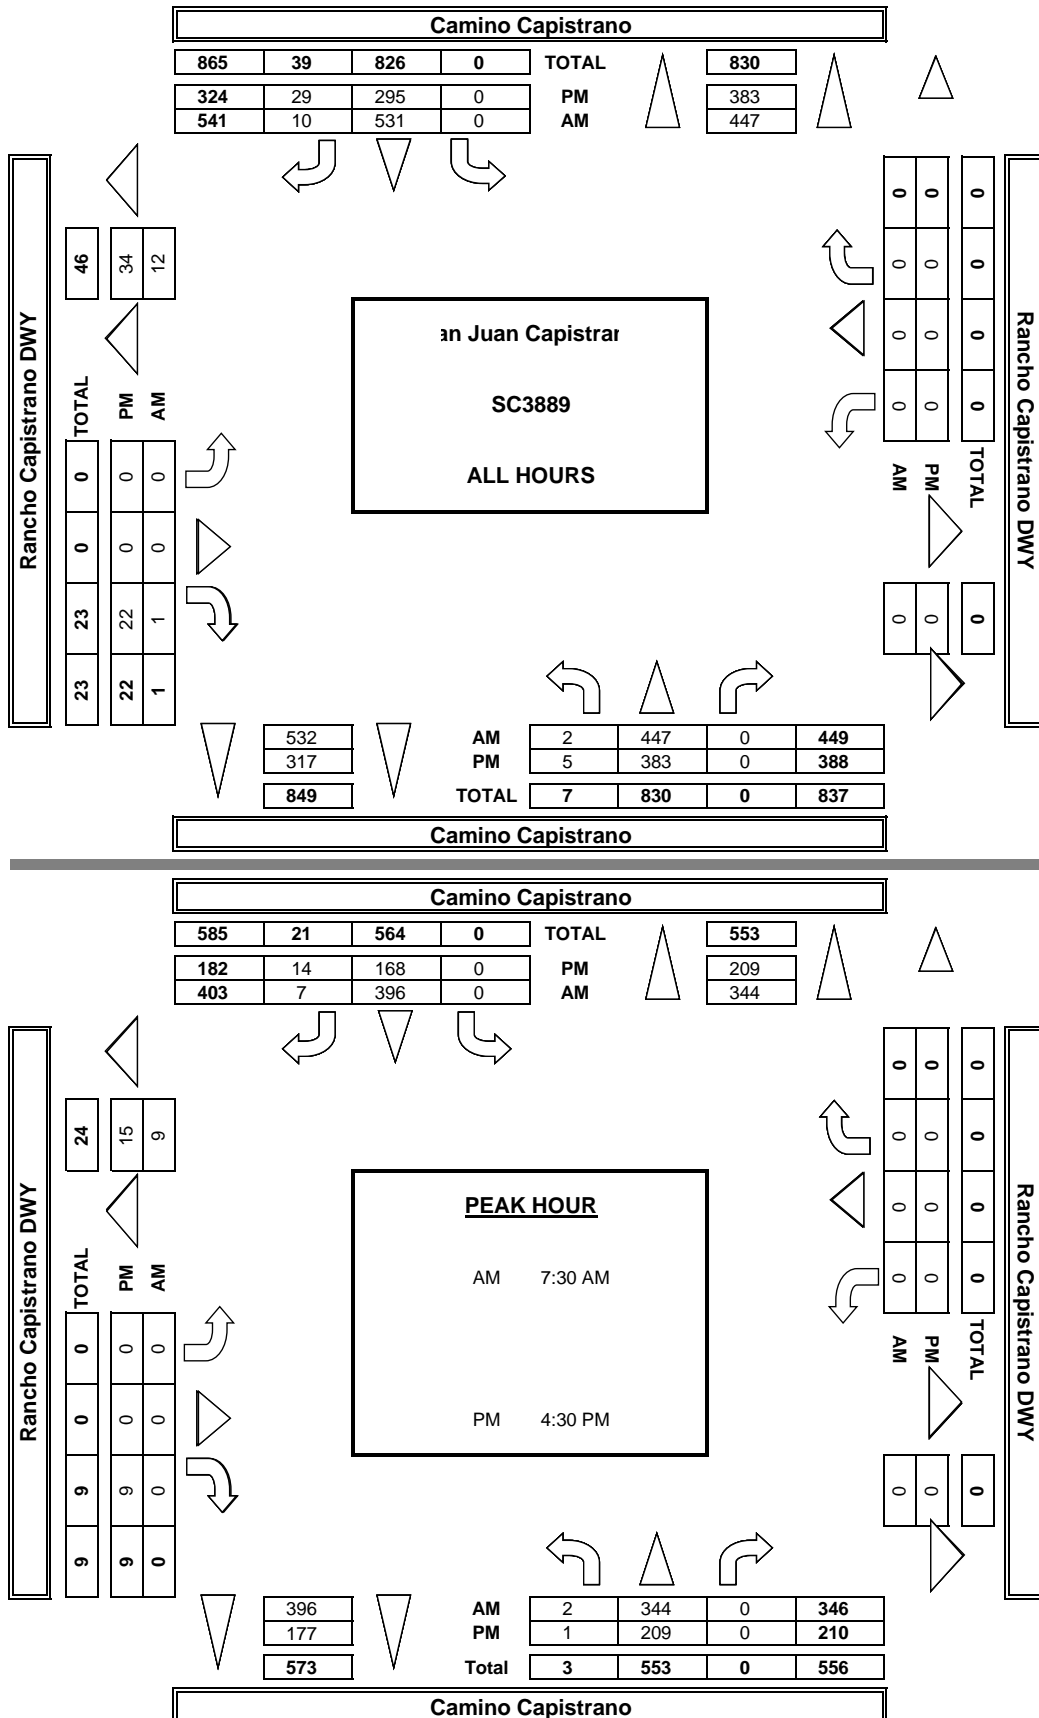 Camino Capistrano
865 39 826 0 TOTAL 830
324 29 295 0 PM 383
541 10 531 0 AM 447
Rancho Capistrano DWY
46 34 12
TOTAL PM AM
0 0 0
0 0 0
23 22 1
23 22 1
an Juan Capistran
SC3889
ALL HOURS
0 0 0
0 0 0
0 0 0
0 0 0
AM PM TOTAL
0 0 0
Rancho Capistrano DWY
532 AM 2 447 0 449
317 PM 5 383 0 388
849 TOTAL 7 830 0 837
Camino Capistrano
Camino Capistrano
585 21 564 0 TOTAL 553
182 14 168 0 PM 209
403 7 396 0 AM 344
Rancho Capistrano DWY
24 15 9
TOTAL PM AM
0 0 0
0 0 0
9 9 0
9 9 0
PEAK HOUR
AM 7:30 AM
PM 4:30 PM
0 0 0
0 0 0
0 0 0
0 0 0
AM PM TOTAL
0 0 0
Rancho Capistrano DWY
396 AM 2 344 0 346
177 PM 1 209 0 210
573 Total 3 553 0 556
Camino Capistrano